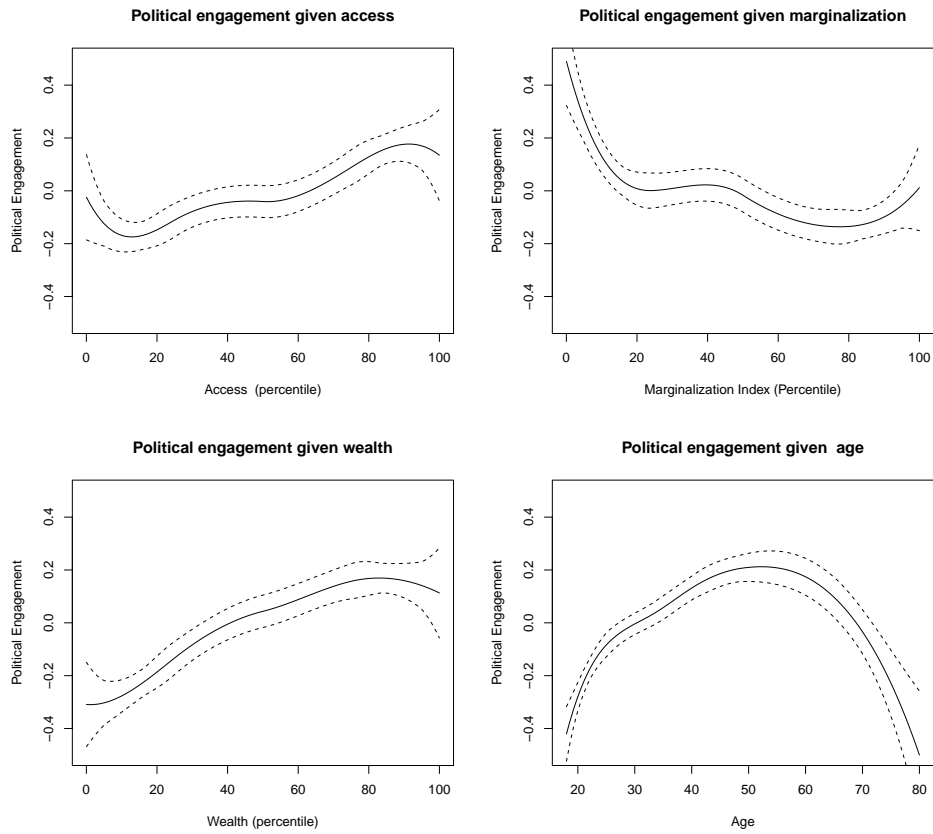 Political engagement given access
Political Engagement
0.4
0.2
0.0
−0.2
−0.4
0 20 40 60 80 100
Access (percentile)
Political engagement given marginalization
Political Engagement
0.4
0.2
0.0
−0.2
−0.4
0 20 40 60 80 100
Marginalization Index (Percentile)
Political engagement given wealth
Political Engagement
0.4
0.2
0.0
−0.2
−0.4
0 20 40 60 80 100
Wealth (percentile)
Political engagement given age
Political Engagement
0.4
0.2
0.0
−0.2
−0.4
20 30 40 50 60 70 80
Age